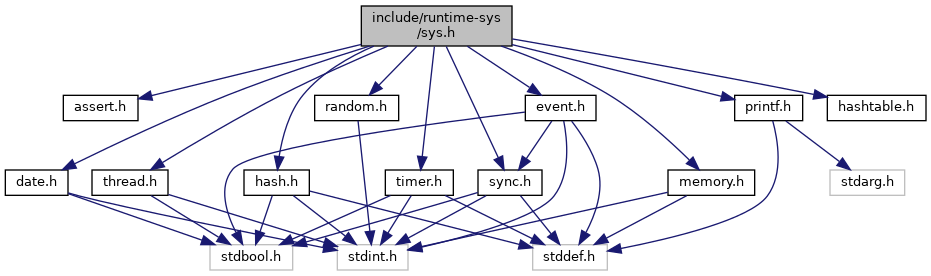 include/runtime-sys
/sys.h
assert.h
random.h
event.h
printf.h
hashtable.h
date.h
thread.h
hash.h
timer.h
sync.h
memory.h
stdarg.h
stdbool.h
stdint.h
stddef.h